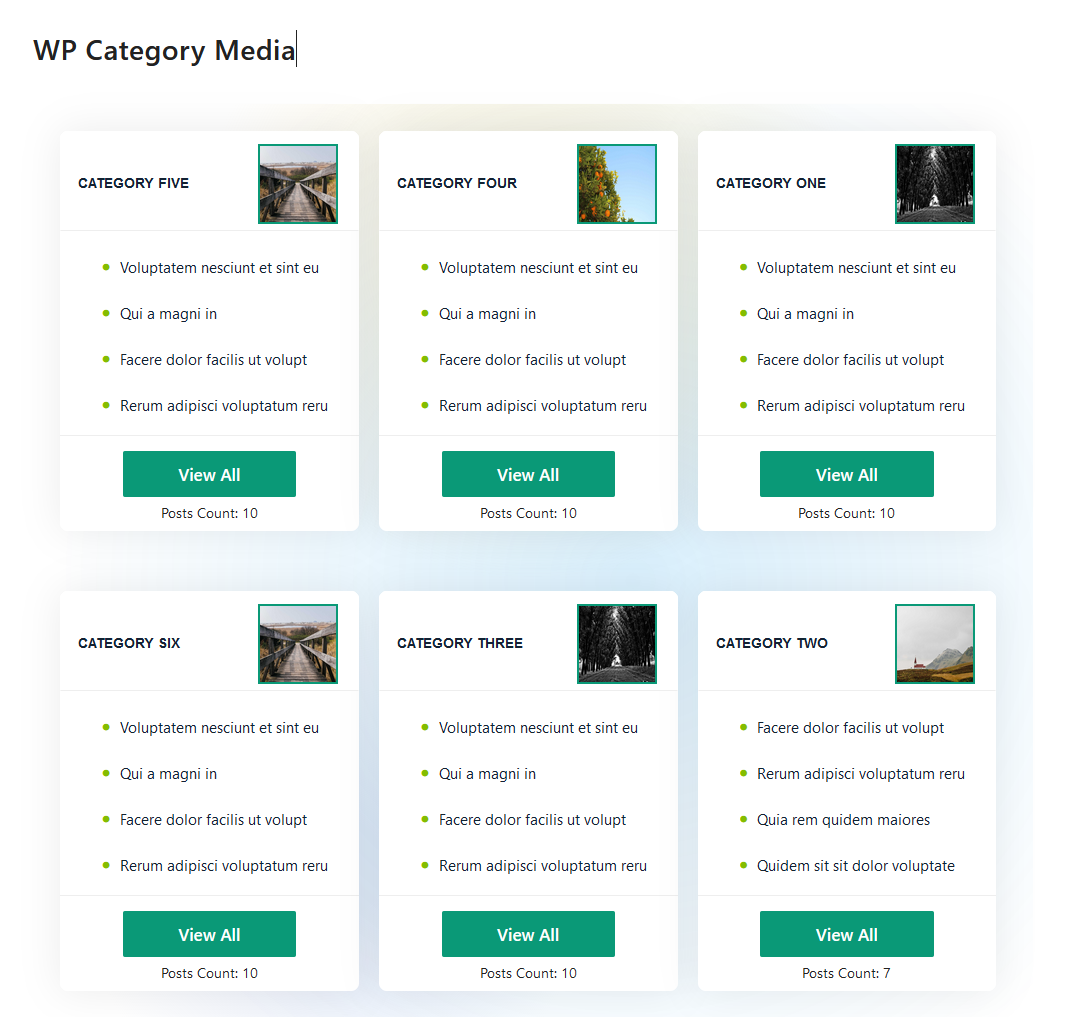 WP Category Media
CATEGORY FIVE
Voluptatem nesciunt et sint eu
Qui a magni in
Facere dolor facilis ut volupt
Rerum adipisci voluptatum reru
View All
Posts Count: 10
CATEGORY FOUR
Voluptatem nesciunt et sint eu
Qui a magni in
Facere dolor facilis ut volupt
Rerum adipisci voluptatum reru
View All
Posts Count: 10
CATEGORY ONE
Voluptatem nesciunt et sint eu
Qui a magni in
Facere dolor facilis ut volupt
Rerum adipisci voluptatum reru
View All
Posts Count: 10
CATEGORY SIX
Voluptatem nesciunt et sint eu
Qui a magni in
Facere dolor facilis ut volupt
Rerum adipisci voluptatum reru
View All
Posts Count: 10
CATEGORY THREE
Voluptatem nesciunt et sint eu
Qui a magni in
Facere dolor facilis ut volupt
Rerum adipisci voluptatum reru
View All
Posts Count: 10
CATEGORY TWO
Facere dolor facilis ut volupt
Rerum adipisci voluptatum reru
Quia rem quidem maiores
Quidem sit sit dolor voluptate
View All
Posts Count: 7